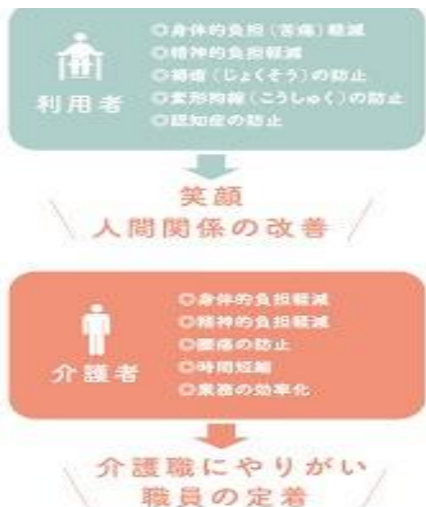 ◎身体的負担(苦痛)軽減
◎精神的負担軽減
◎褥瘡(じょくそう)の防止
◎変形拘縮(こうしゅく)の防止
◎認知症の防止
利用者
笑顔
人間関係の改善
◎身体的負担軽減
◎精神的負担軽減
◎腰痛の防止
◎時間短縮
◎業務の効率化
介護者
介護職にやりがい
職員の定着